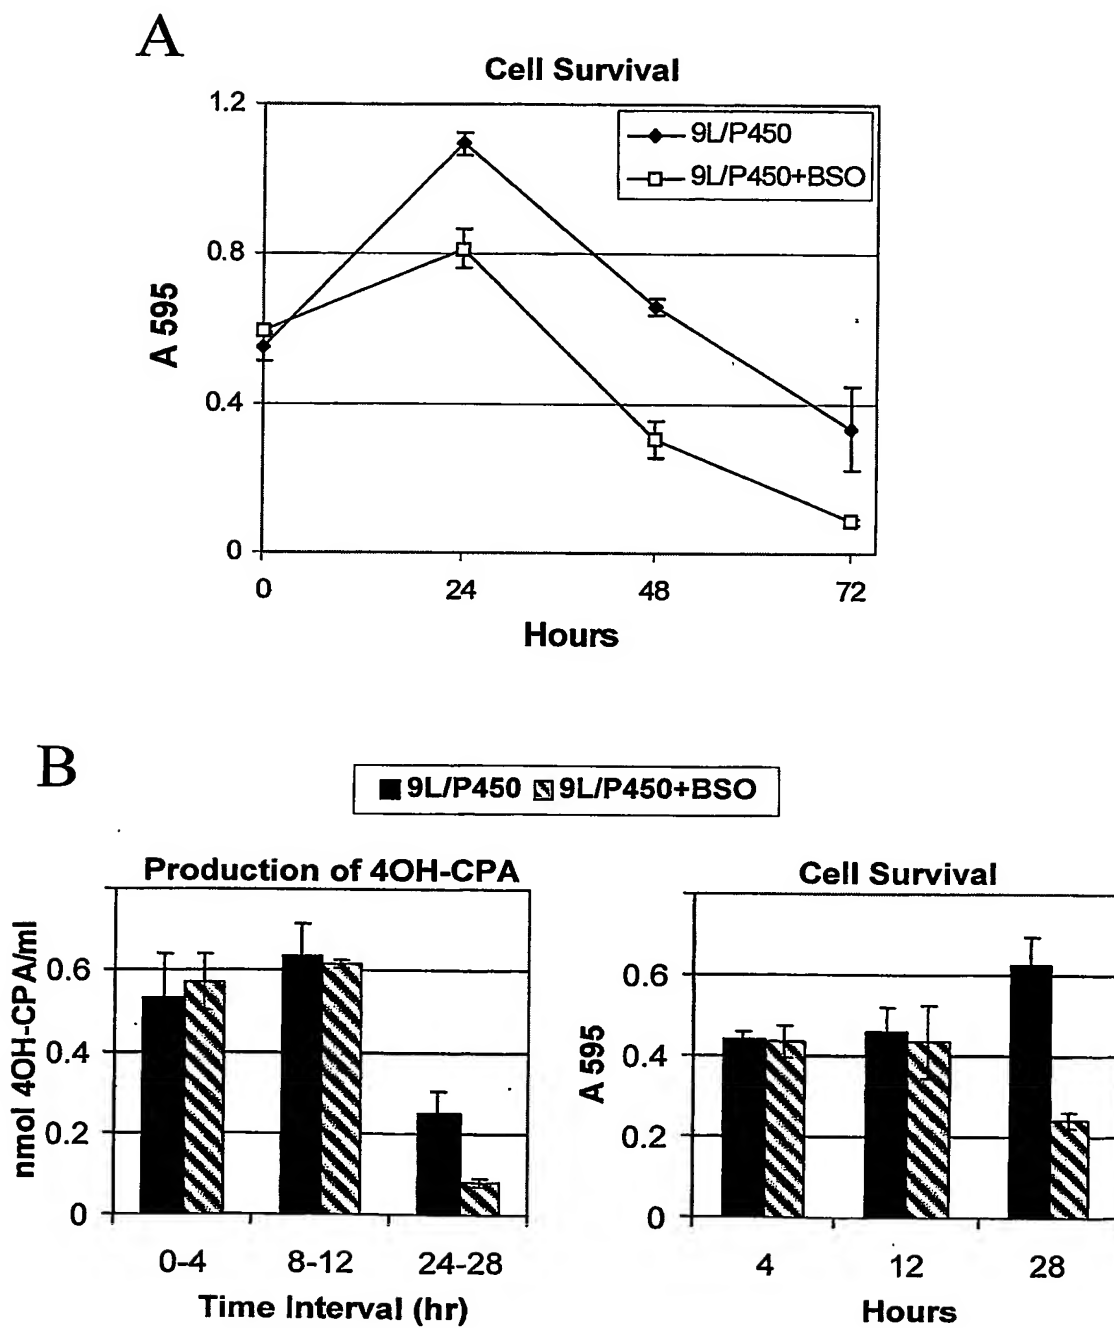 A
Cell Survival
1.2
9L/P450
9L/P450+BSO
0.8
A 595
0.4
0
0
24
48
72
Hours
B
9L/P450 9L/P450+BSO
Production of 4OH-CPA
nmol 4OH-CPA/ml
0.6
0.4
0.2
0
0-4
8-12
24-28
Time Interval (hr)
Cell Survival
A 595
0.6
0.4
0.2
0
4
12
28
Hours